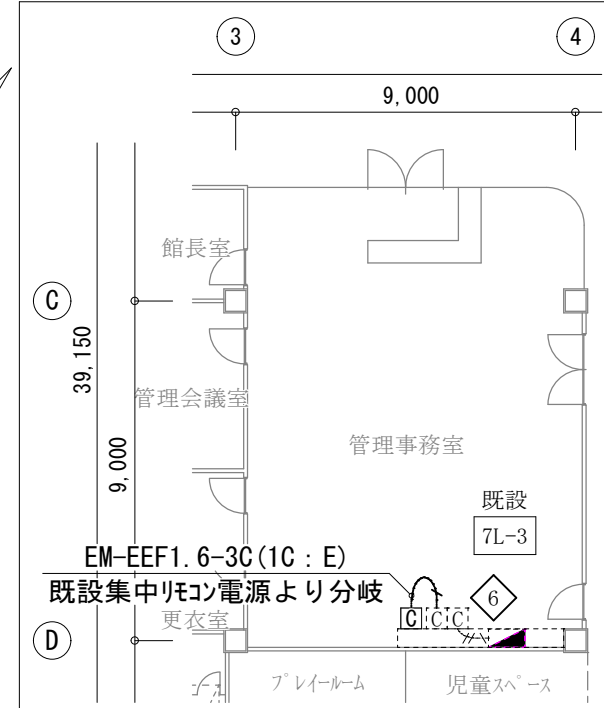 3
4
9,000
館長室
C
39,150
管理会議室
9,000
管理事務室
既設
7L-3
EM-EEF1.6-3C(1C：E)
既設集中ﾘﾓｺﾝ電源より分岐
6
更衣室
C C C
D
プレイールーム
児童スペース